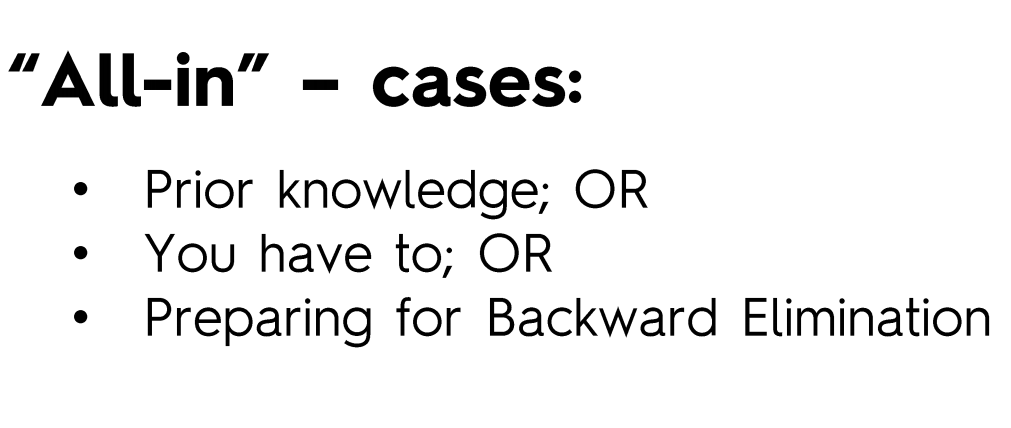 “All-in” – cases:
• Prior knowledge; OR
• You have to; OR
• Preparing for Backward Elimination